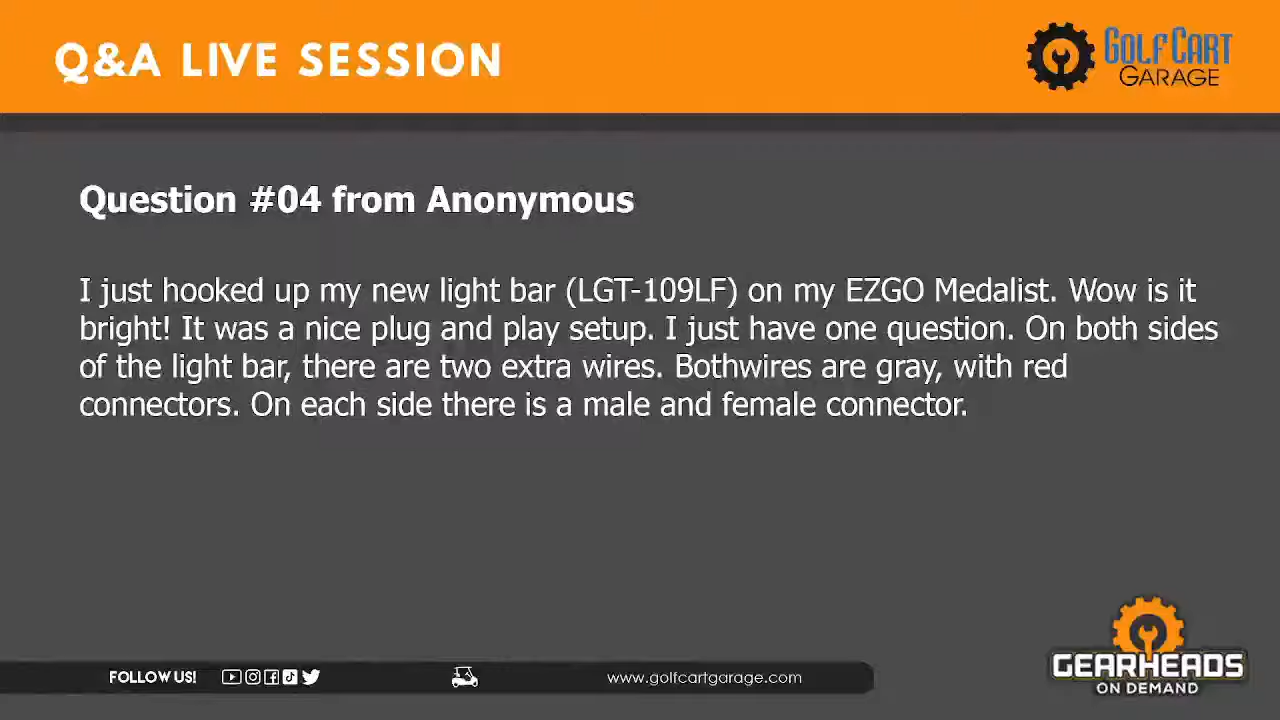 Q&A LIVE SESSION
GOLF CART
GARAGE
Question #04 from Anonymous
I just hooked up my new light bar (LGT-109LF) on my EZGO Medalist. Wow is it
bright! It was a nice plug and play setup. I just have one question. On both sides
of the light bar, there are two extra wires. Bothwires are gray, with red
connectors. On each side there is a male and female connector.
FOLLOW US!
www.golfcartgarage.com
GEARHEADS
ON DEMAND